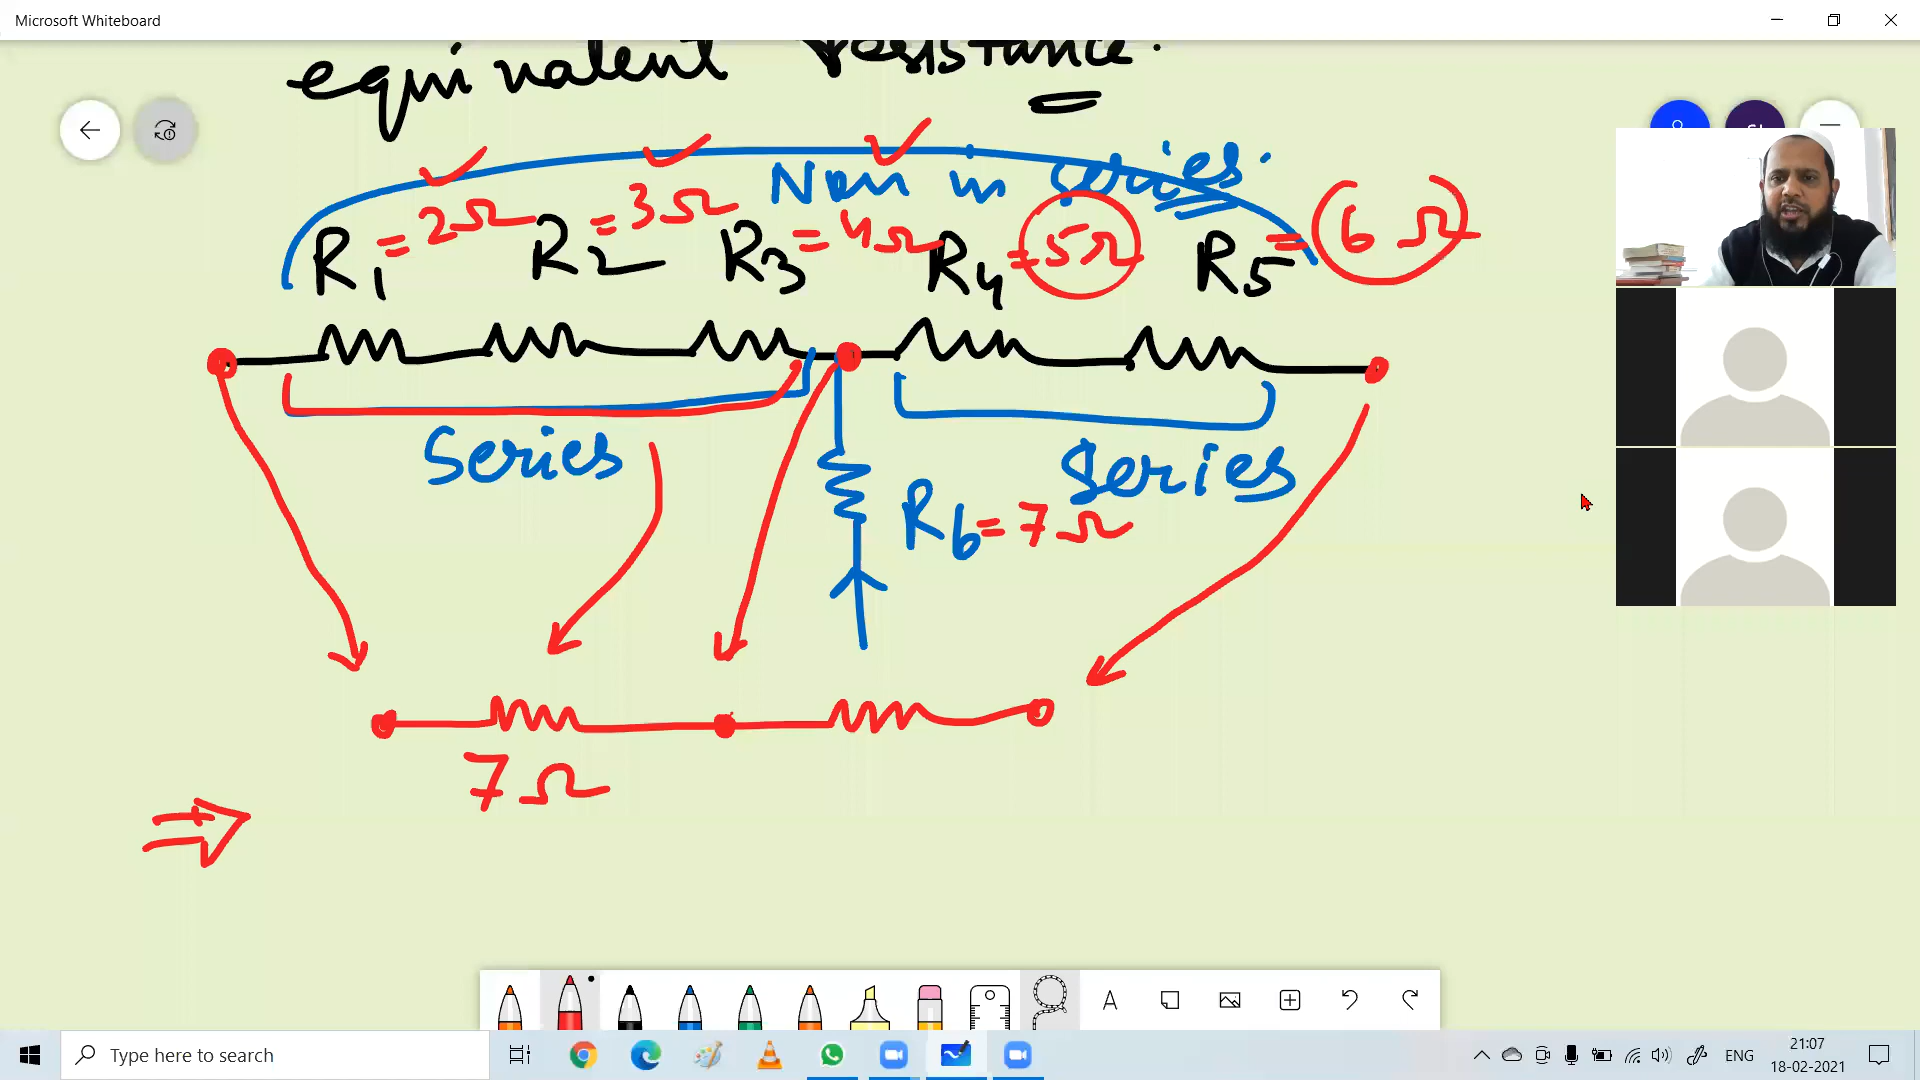 Microsoft Whiteboard
equivalent resistance.
Non in series.
R1 = 2Ω R2 = 3Ω R3 = 4Ω R4 = 5Ω R5 = 6Ω
Series
Series
R6 = 7Ω
7Ω
Type here to search
ENG
21:07
18-02-2021